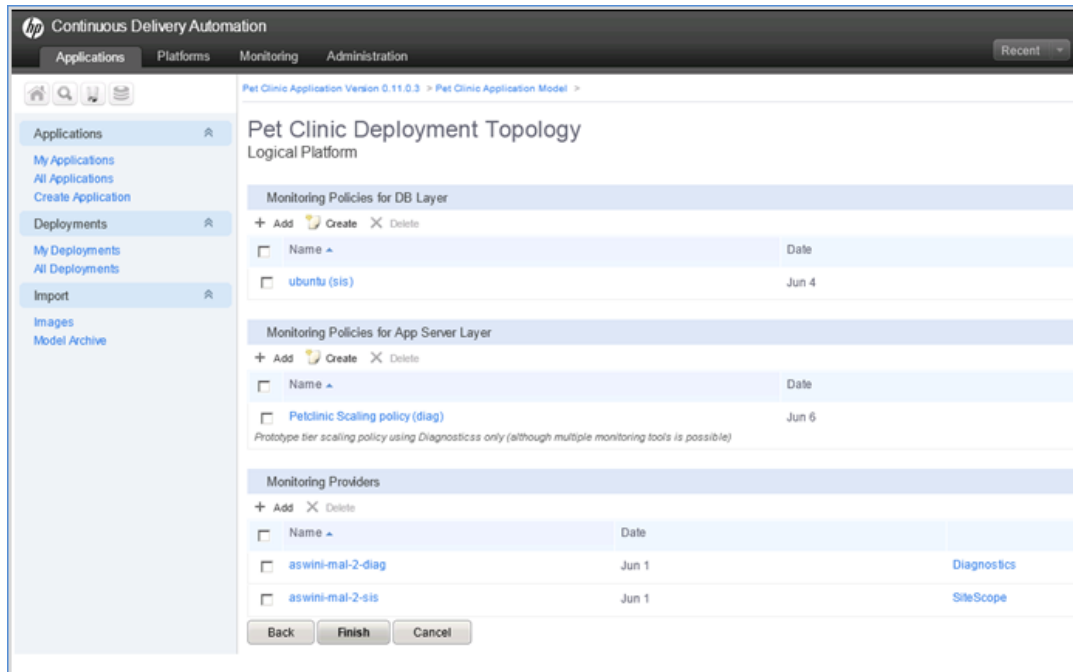 hp Continuous Delivery Automation
Applications Platforms Monitoring Administration Recent
Pet Clinic Application Version 0.11.0.3 > Pet Clinic Application Model >
Applications
My Applications
All Applications
Create Application
Deployments
My Deployments
All Deployments
Import
Images
Model Archive
Pet Clinic Deployment Topology
Logical Platform
Monitoring Policies for DB Layer
+ Add Create X Delete
Name Date
ubuntu (sis) Jun 4
Monitoring Policies for App Server Layer
+ Add Create X Delete
Name Date
Petclinic Scaling policy (diag) Jun 6
Prototype tier scaling policy using Diagnosticss only (although multiple monitoring tools is possible)
Monitoring Providers
+ Add X Delete
Name Date
aswini-mal-2-diag Jun 1 Diagnostics
aswini-mal-2-sis Jun 1 SiteScope
Back Finish Cancel